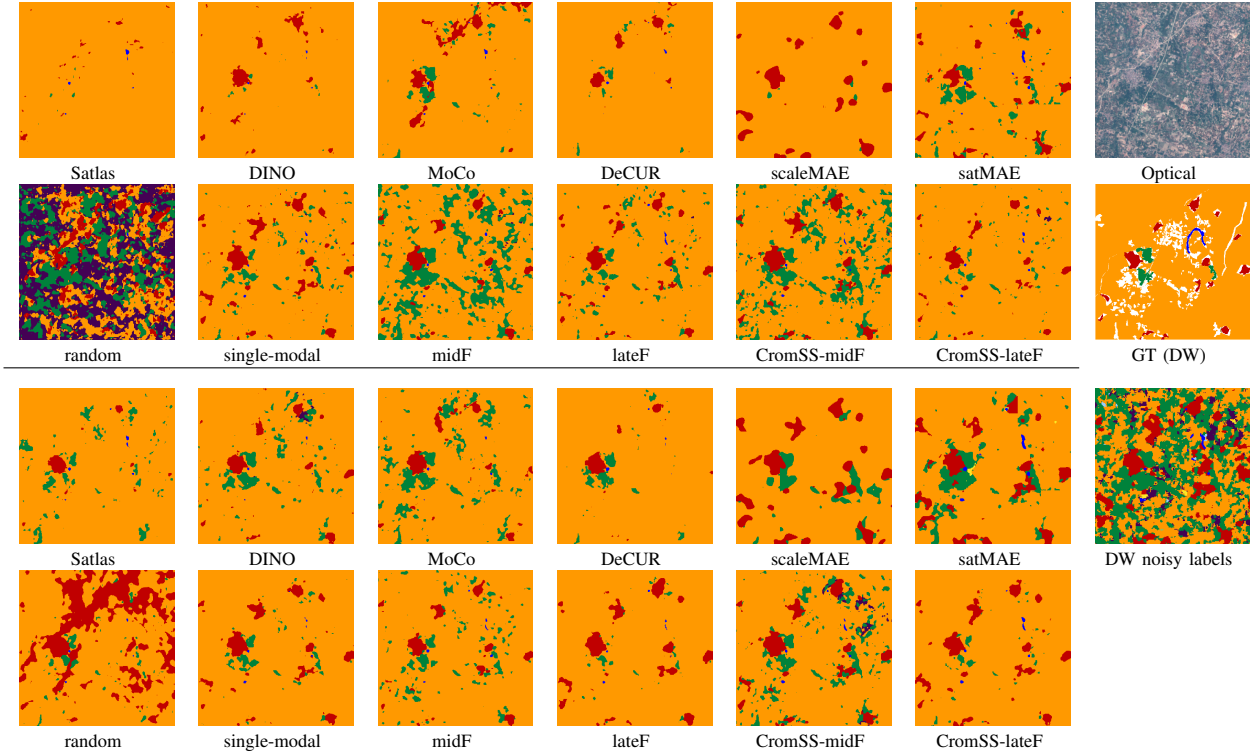 Satlas DINO MoCo DeCUR scaleMAE satMAE Optical
random single-modal midF lateF CromSS-midF CromSS-lateF GT (DW)
Satlas DINO MoCo DeCUR scaleMAE satMAE DW noisy labels
random single-modal midF lateF CromSS-midF CromSS-lateF